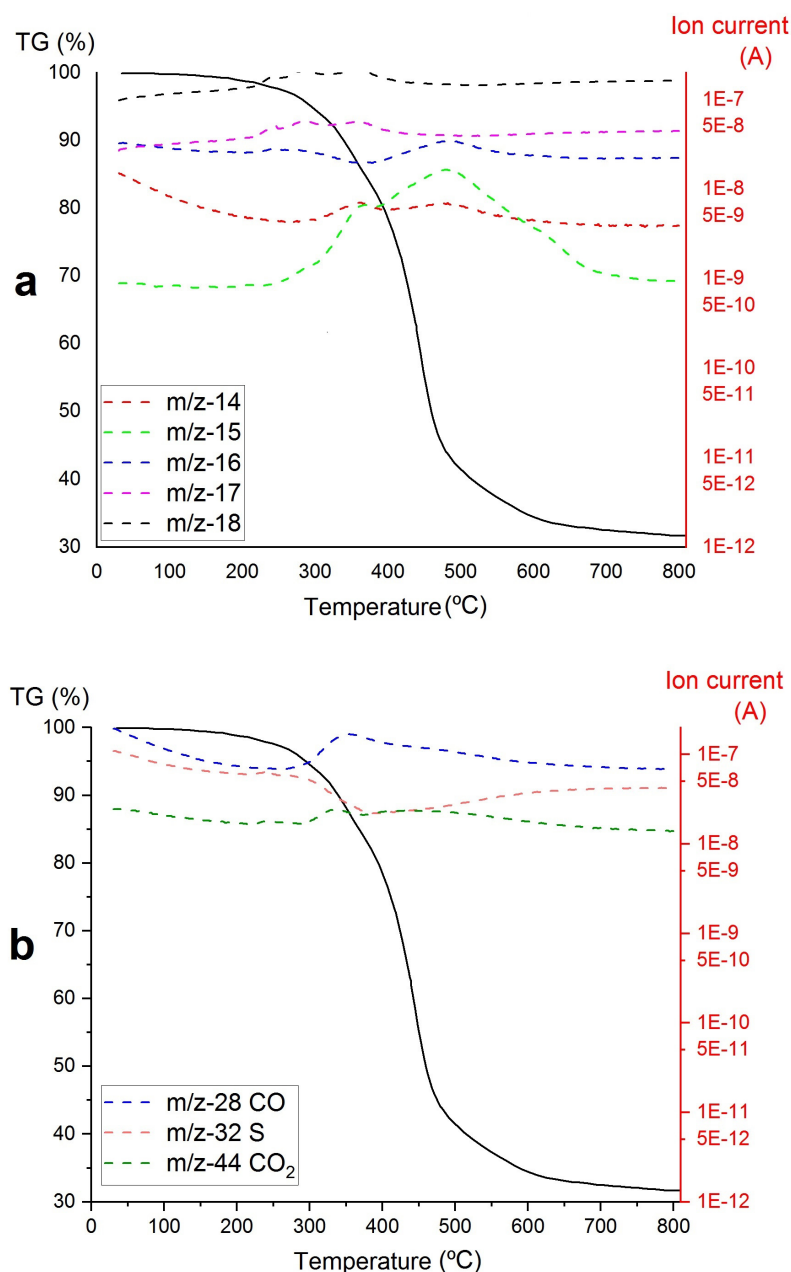 TG (%)
Ion current
(A)
100
90
80
70
60
50
40
30
1E-7
5E-8
1E-8
5E-9
1E-9
5E-10
1E-10
5E-11
1E-11
5E-12
1E-12
a
m/z-14
m/z-15
m/z-16
m/z-17
m/z-18
0 100 200 300 400 500 600 700 800
Temperature (ºC)
TG (%)
Ion current
(A)
100
90
80
70
60
50
40
30
1E-7
5E-8
1E-8
5E-9
1E-9
5E-10
1E-10
5E-11
1E-11
5E-12
1E-12
b
m/z-28 CO
m/z-32 S
m/z-44 CO₂
0 100 200 300 400 500 600 700 800
Temperature (ºC)